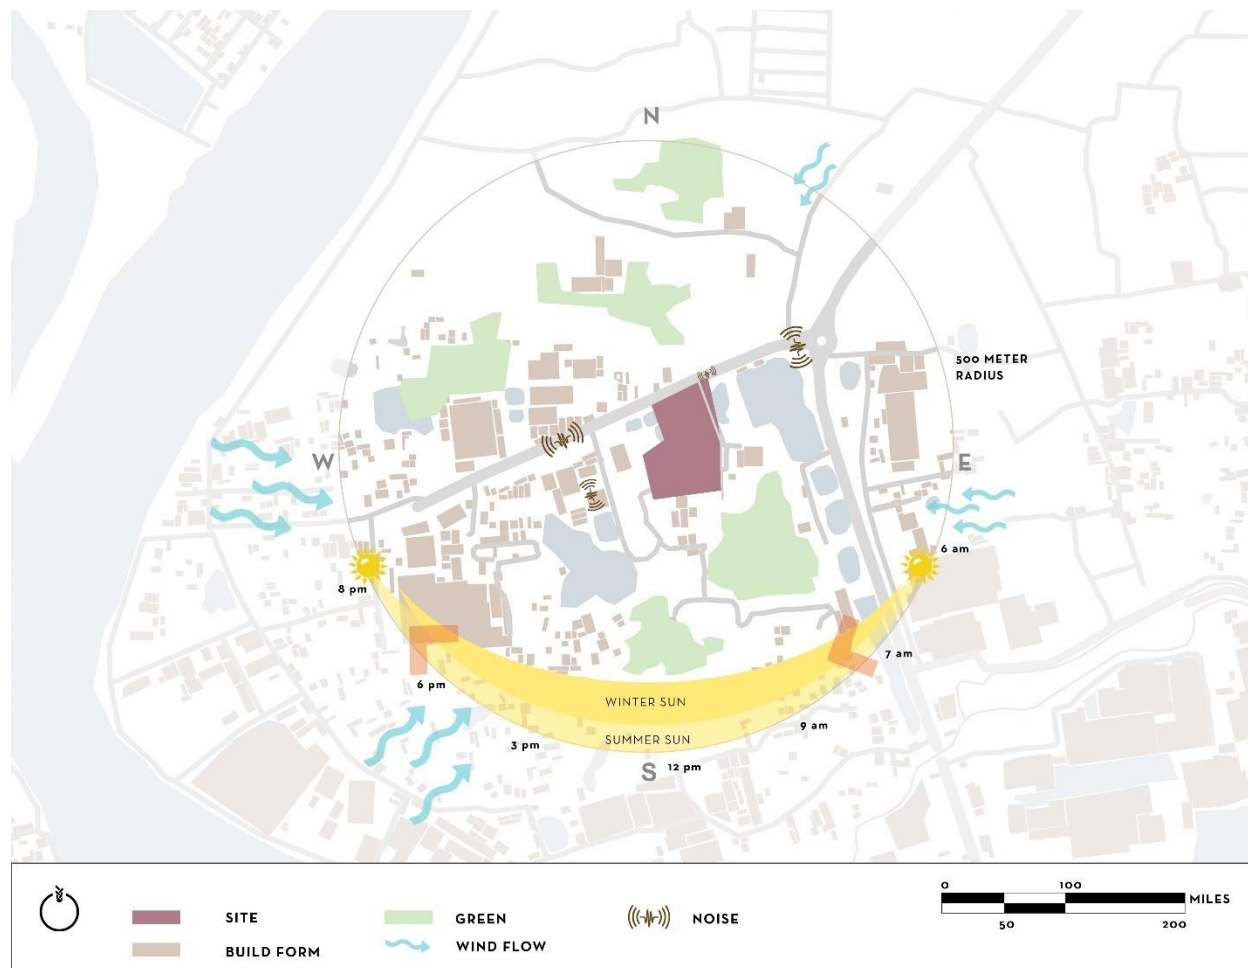 N
500 METER
RADIUS
W
E
6 am
8 pm
7 am
6 pm
WINTER SUN
9 am
SUMMER SUN
3 pm
12 pm
S
0
100
MILES
50
200
SITE
GREEN
NOISE
BUILD FORM
WIND FLOW